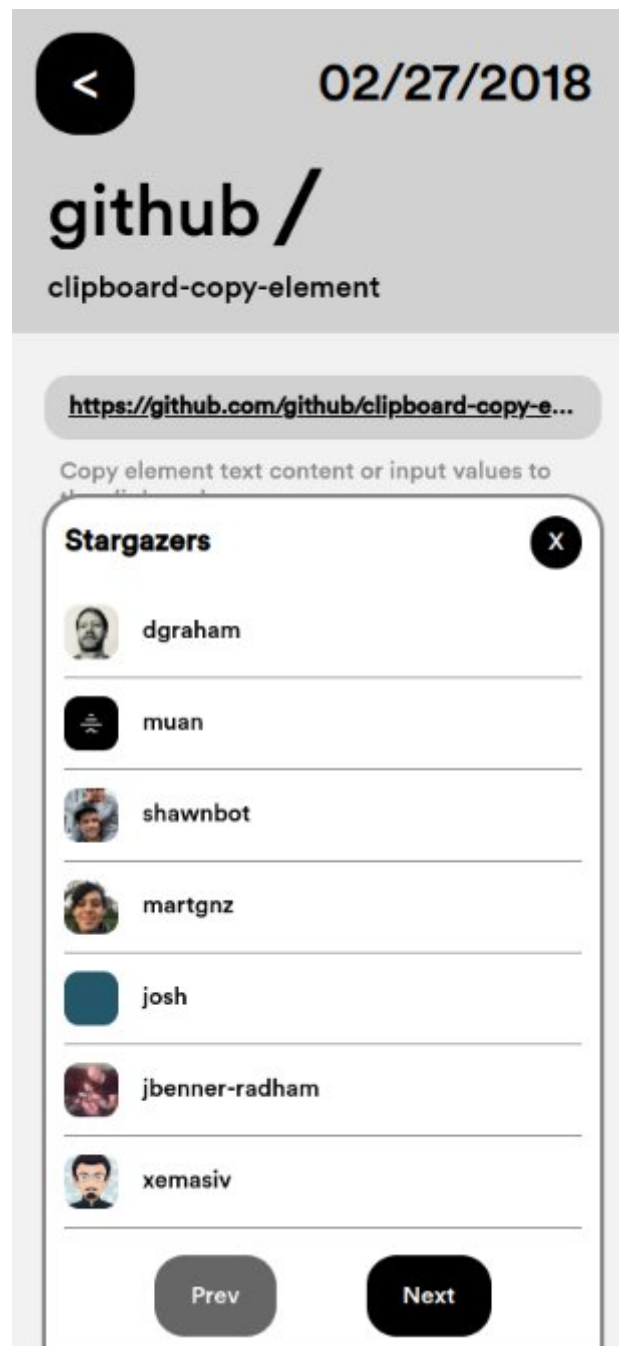 <
02/27/2018
github /
clipboard-copy-element
https://github.com/github/clipboard-copy-e...
Copy element text content or input values to
Stargazers
X
dgraham
muan
shawnbot
martgnz
josh
jbenner-radham
xemasiv
Prev
Next